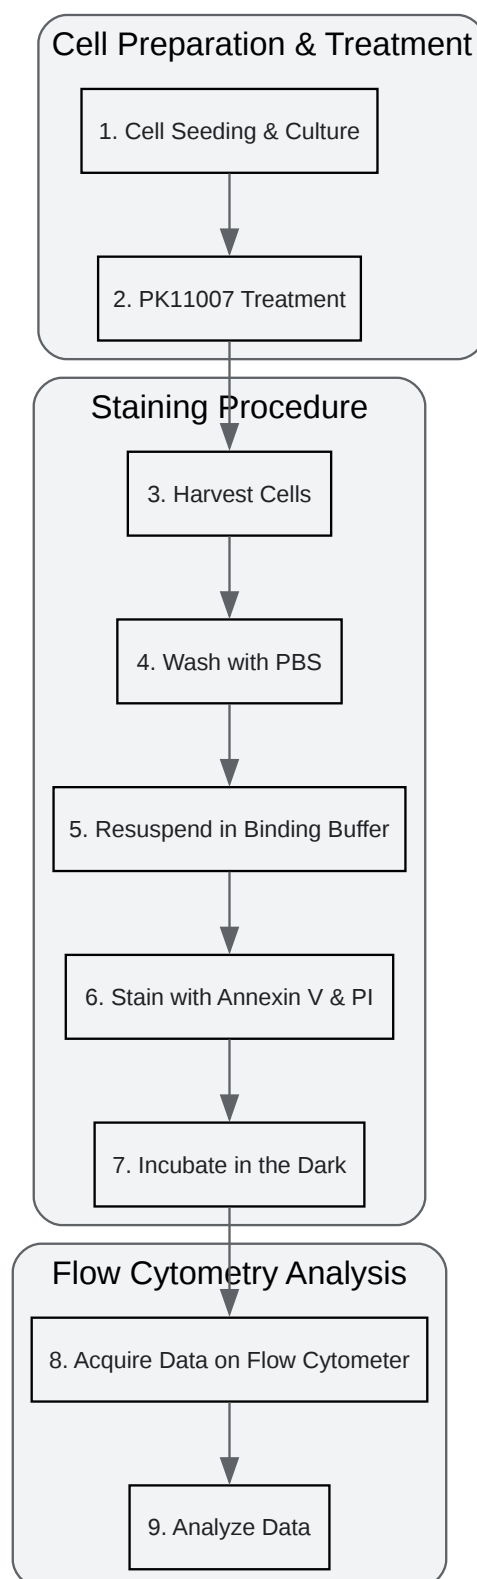 Cell Preparation & Treatment
1. Cell Seeding & Culture
2. PK11007 Treatment
Staining Procedure
3. Harvest Cells
4. Wash with PBS
5. Resuspend in Binding Buffer
6. Stain with Annexin V & PI
7. Incubate in the Dark
Flow Cytometry Analysis
8. Acquire Data on Flow Cytometer
9. Analyze Data